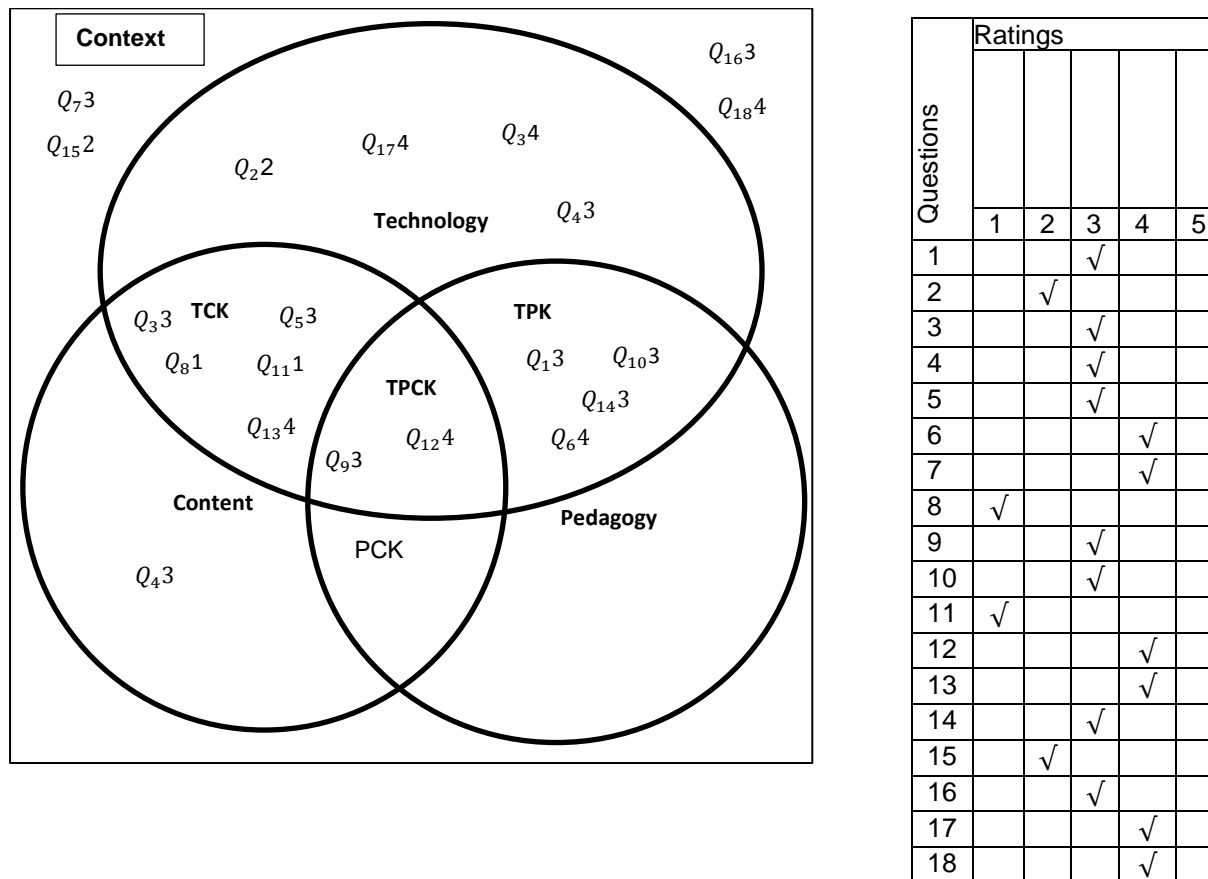 Context
Q₇3
Q₁₅2
Q₁₆3
Q₁₈4
Q₂2
Q₁₇4
Q₃4
Q₄3
Technology
TCK
Q₃3
Q₅3
Q₈1
Q₁₁1
Q₁₃4
TPK
Q₁3
Q₁₀3
Q₁₄3
Q₆4
TPCK
Q₁₂4
Q₉3
Content
Pedagogy
PCK
Q₄3
Questions
Ratings
1 2 3 4 5
1 √
2 √
3 √
4 √
5 √
6 √
7 √
8 √
9 √
10 √
11 √
12 √
13 √
14 √
15 √
16 √
17 √
18 √